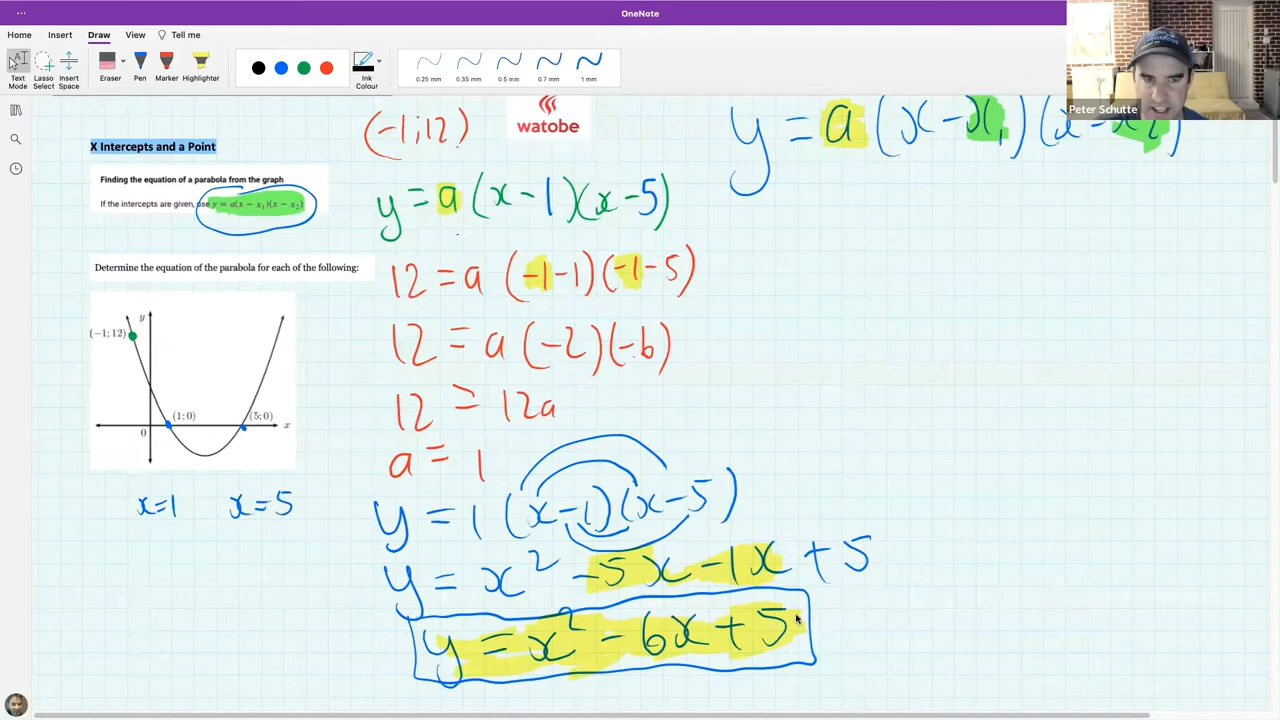 OneNote
Home Insert Draw View Tell me
Text Mode
Lasso Select
Insert Space
Eraser
Pen
Marker
Highlighter
Ink Colour
0.25 mm 0.35 mm 0.5 mm 0.7 mm 1 mm
Peter Schutte
X Intercepts and a Point
Finding the equation of a parabola from the graph
If the intercepts are given, use y = a(x − x₁)(x − x₂)
Determine the equation of the parabola for each of the following:
y
(−1; 12)
(1; 0)
(5; 0)
0
x
x=1 x=5
(-1;12)
watobe
y = a(x-x₁)(x-x₂)
y = a(x-1)(x-5)
12 = a(-1-1)(-1-5)
12 = a(-2)(-6)
12 = 12a
a = 1
y = 1(x-1)(x-5)
y = x² -5x -1x +5
y = x² - 6x + 5